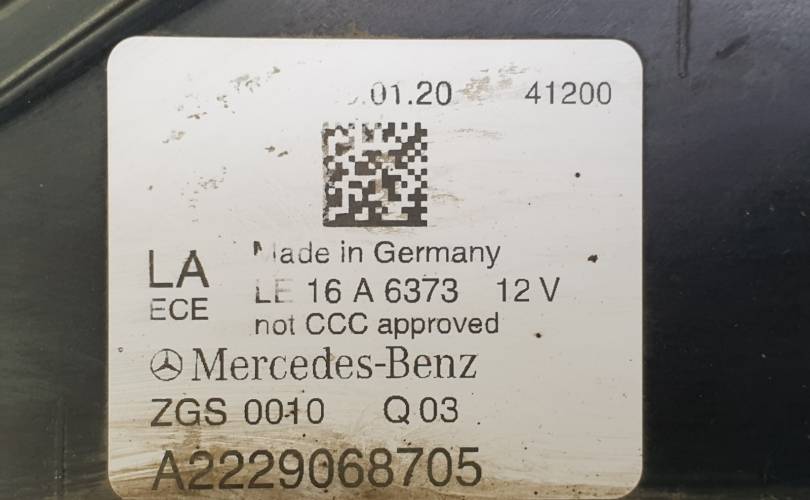 .01.20 41200
LA
ECE
Made in Germany
LE 16 A 6373 12 V
not CCC approved
Mercedes-Benz
ZGS 0010 Q 03
A2229068705